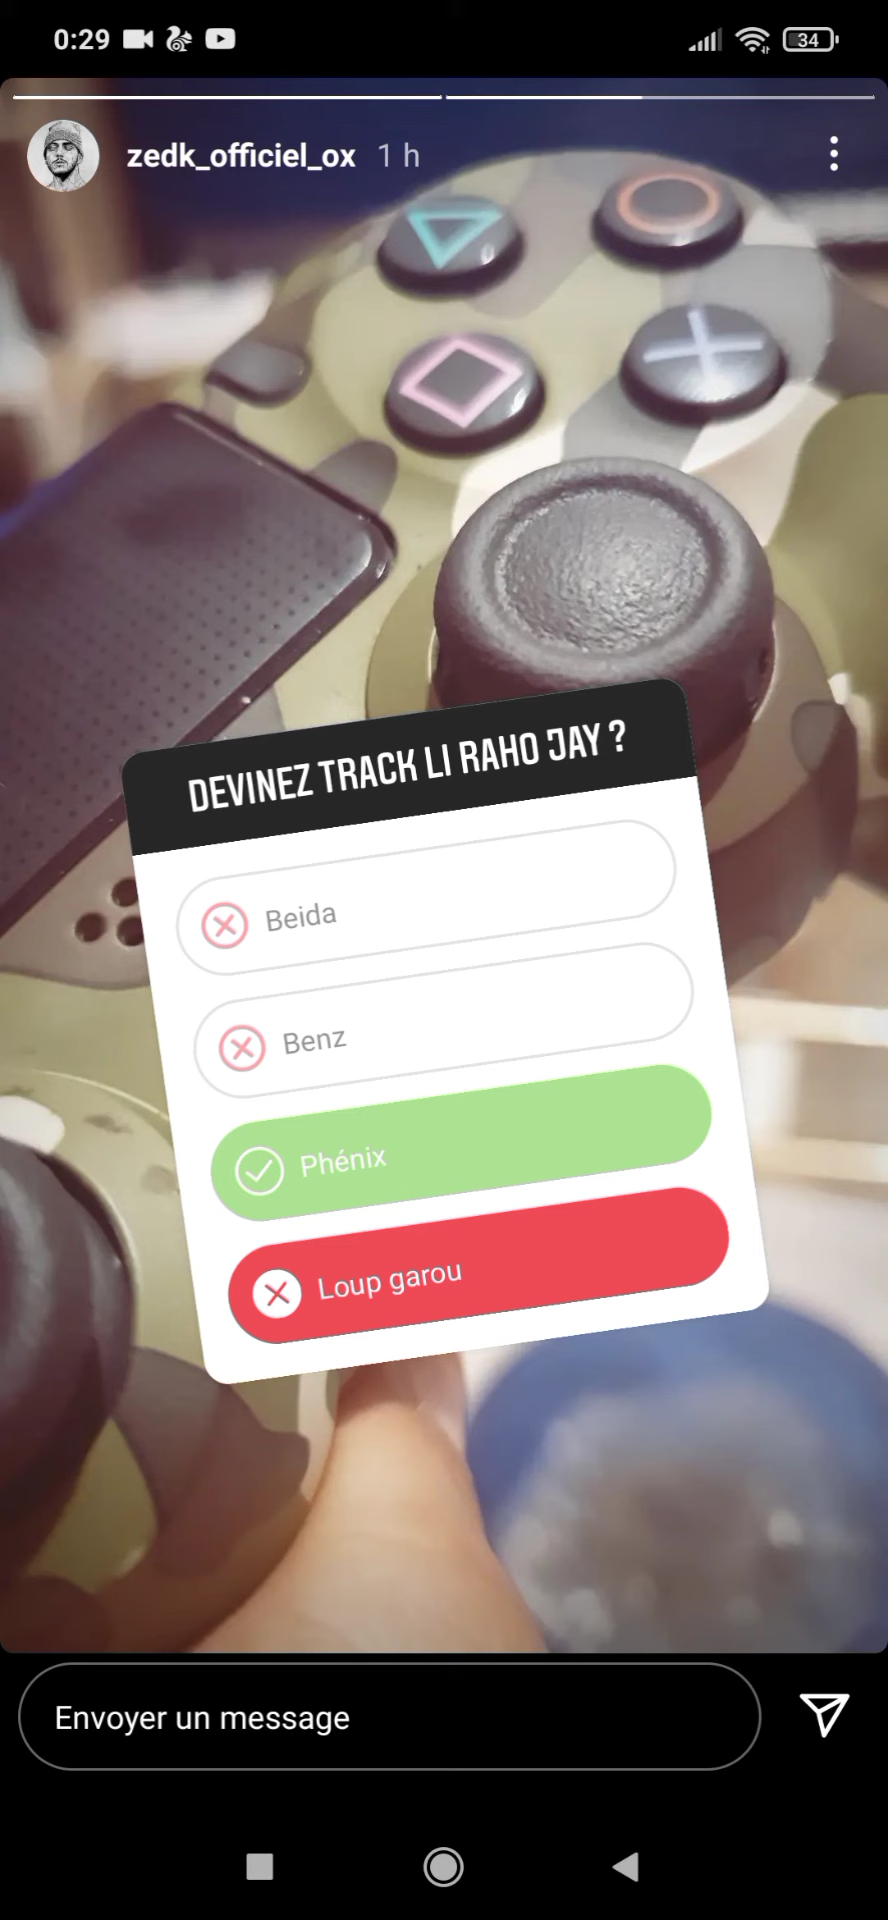 0:29
34
zedk_officiel_ox 1 h
DEVINEZ TRACK LI RAHO JAY ?
Beida
Benz
Phénix
Loup garou
Envoyer un message